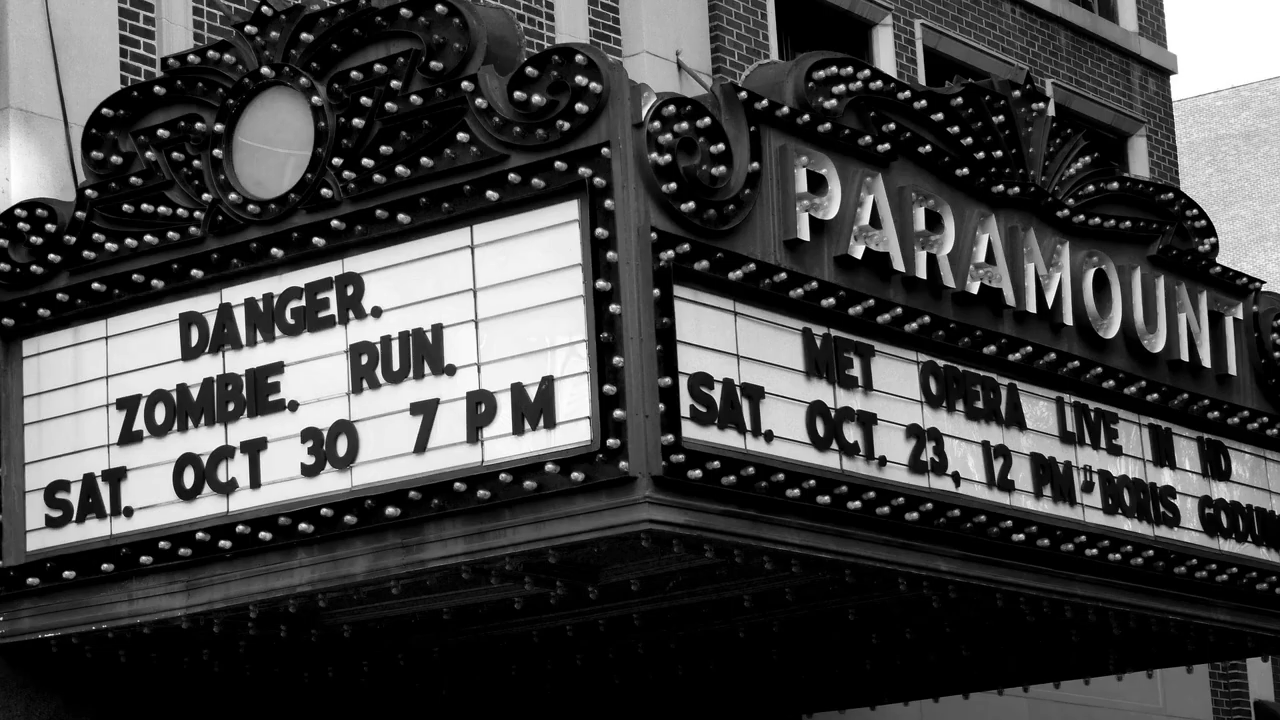 DANGER.
ZOMBIE. RUN.
SAT. OCT 30 7 PM
PARAMOUNT
MET OPERA LIVE IN HD
SAT. OCT. 23, 12 PM "BORIS